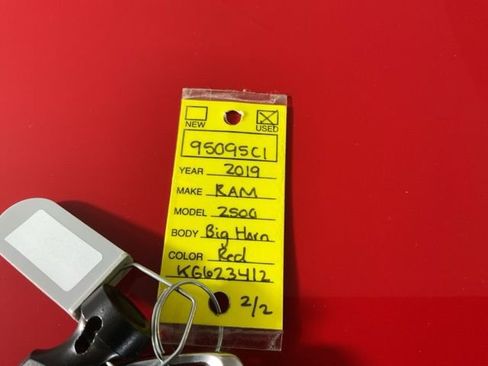 NEW USED
95095C1
YEAR 2019
MAKE RAM
MODEL 2500
BODY Big Horn
COLOR Red
KG623412
2/2